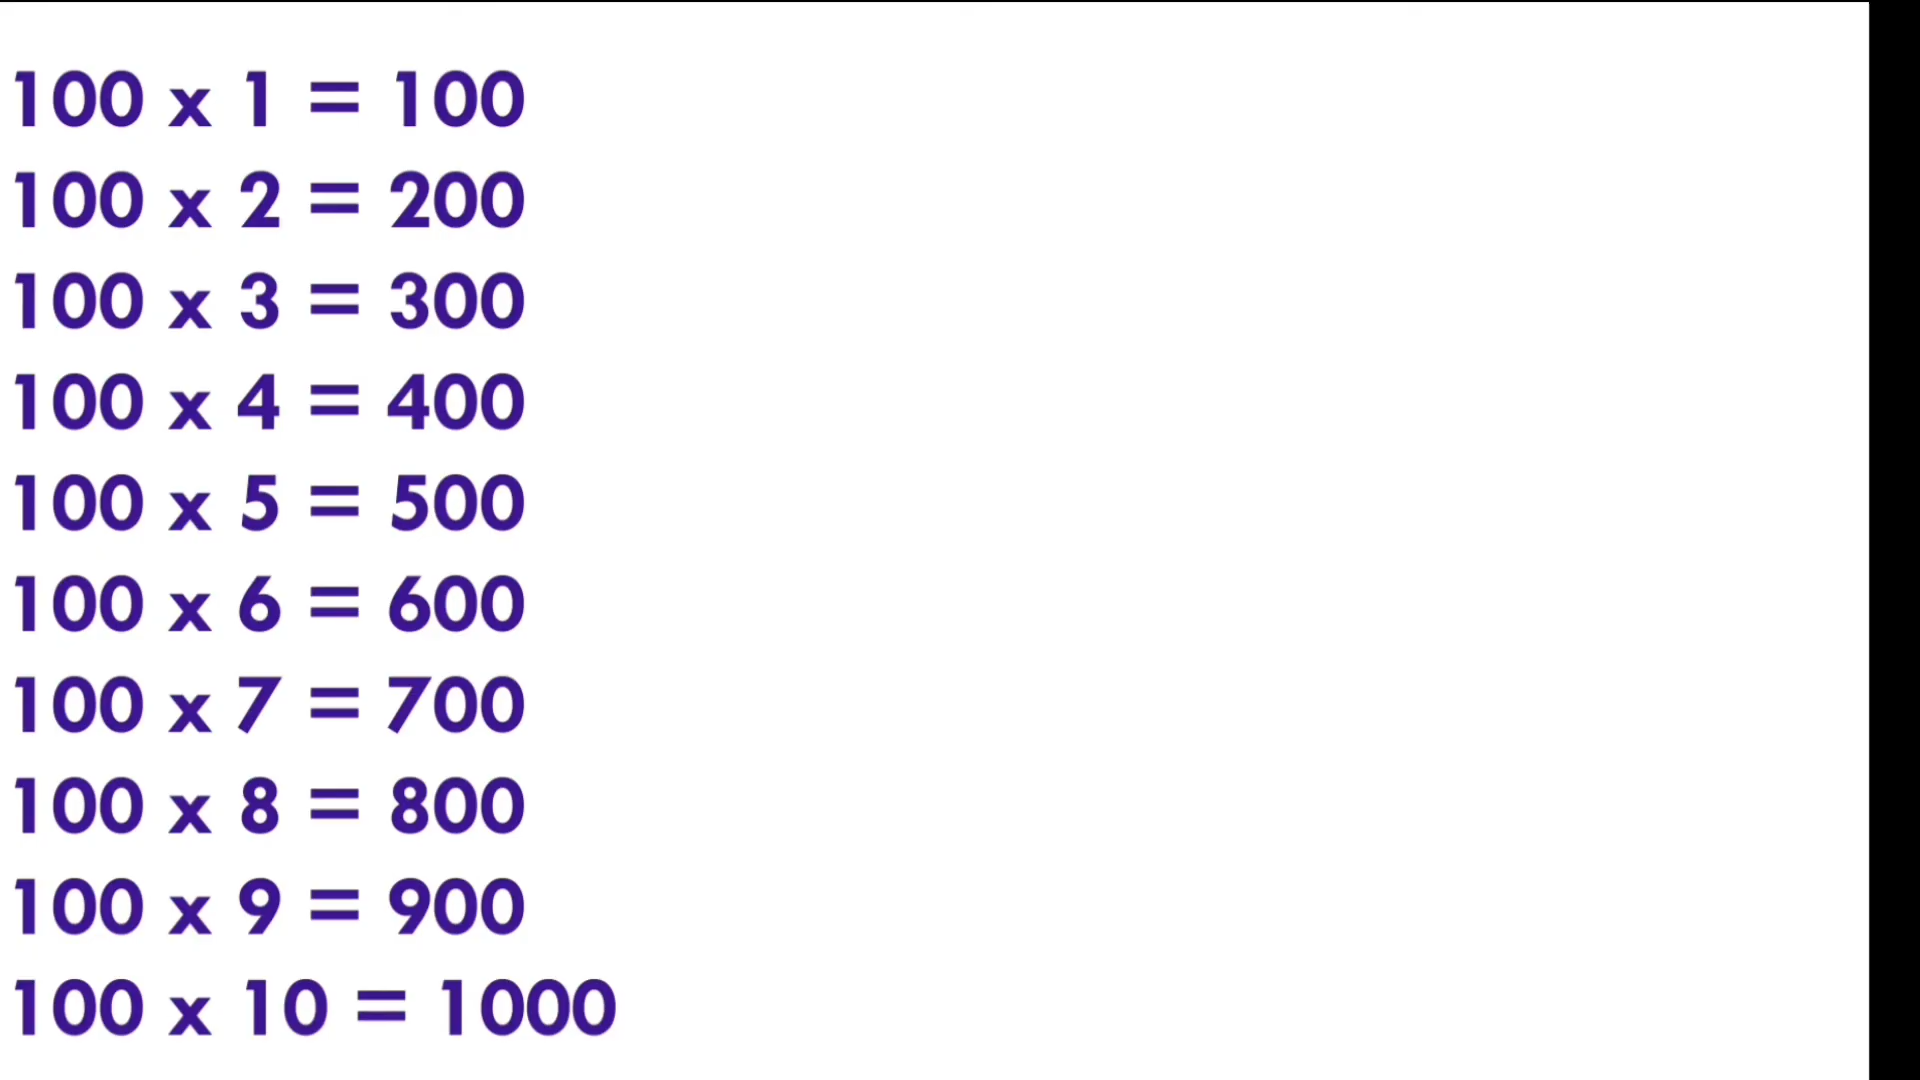 100 x 1 = 100
100 x 2 = 200
100 x 3 = 300
100 x 4 = 400
100 x 5 = 500
100 x 6 = 600
100 x 7 = 700
100 x 8 = 800
100 x 9 = 900
100 x 10 = 1000